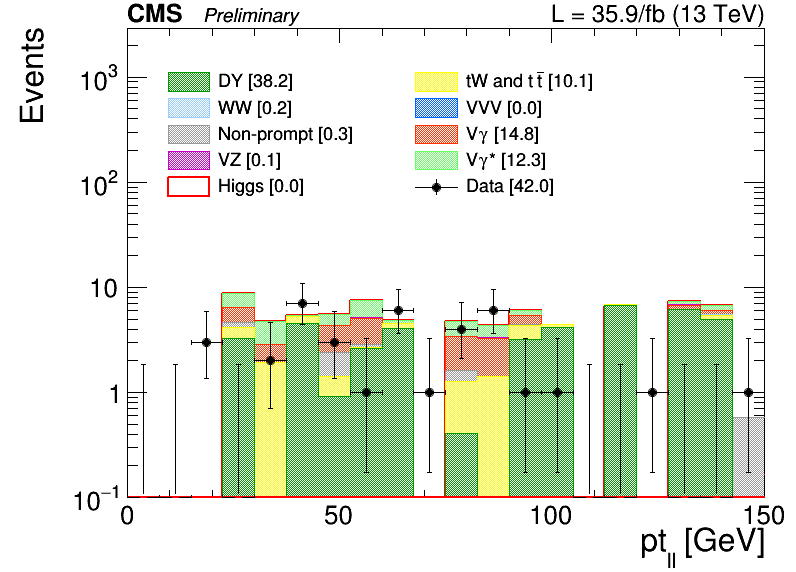 CMS Preliminary L = 35.9/fb (13 TeV)
Events
10³
10²
10
1
10⁻¹
DY [38.2]
WW [0.2]
Non-prompt [0.3]
VZ [0.1]
Higgs [0.0]
tW and t t̄ [10.1]
VVV [0.0]
Vγ [14.8]
Vγ* [12.3]
Data [42.0]
0 50 100 150
pt_ll [GeV]